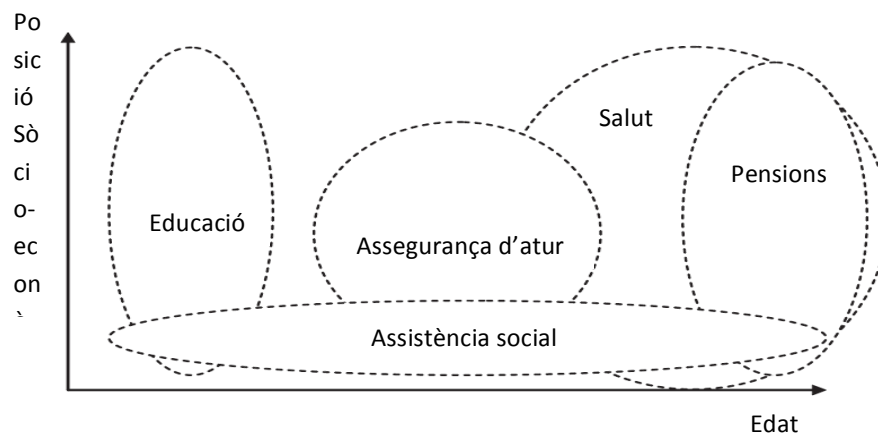 Po
sic
ió
Sò
ci
o-
ec
on
Salut
Pensions
Educació
Assegurança d’atur
Assistència social
Edat